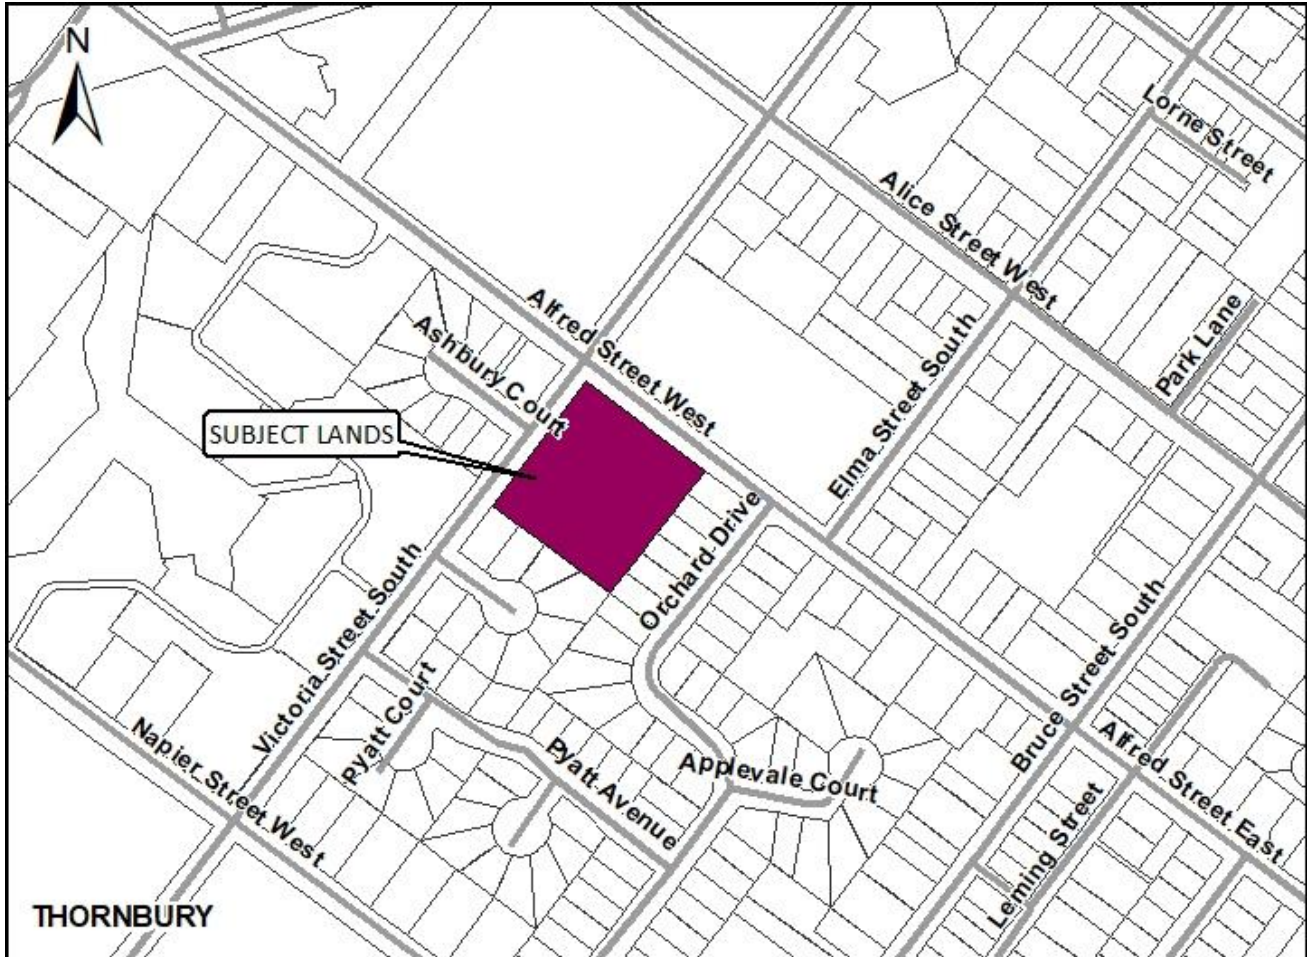 N
Lorne Street
Alice Street West
Park Lane
Alfred Street West
Ashbury Court
Elma Street South
SUBJECT LANDS
Orchard Drive
Victoria Street South
Pyatt Court
Bruce Street South
Napier Street West
Pyatt Avenue
Applevale Court
Alfred Street East
Leming Street
THORNBURY